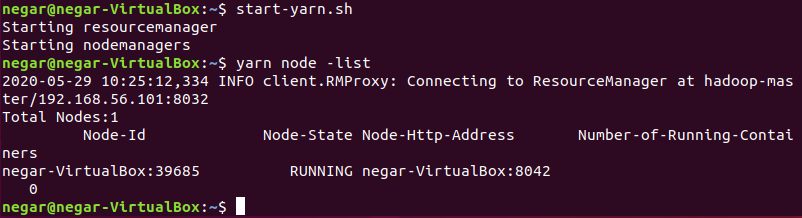 negar@negar-VirtualBox:~$ start-yarn.sh
Starting resourcemanager
Starting nodemanagers
negar@negar-VirtualBox:~$ yarn node -list
2020-05-29 10:25:12,334 INFO client.RMProxy: Connecting to ResourceManager at hadoop-mas
ter/192.168.56.101:8032
Total Nodes:1
Node-Id Node-State Node-Http-Address Number-of-Running-Contai
ners
negar-VirtualBox:39685 RUNNING negar-VirtualBox:8042
0
negar@negar-VirtualBox:~$